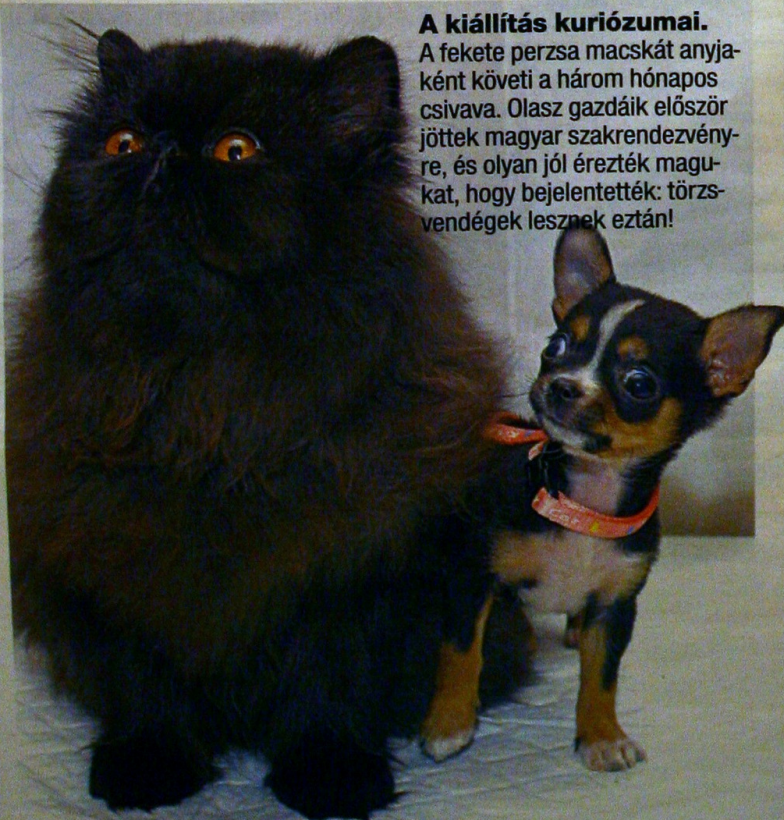 A kiállítás kuriózumai.
A fekete perzsa macskát anyja-
ként követi a három hónapos
csivava. Olasz gazdáik először
jöttek magyar szakrendezvény-
re, és olyan jól érezték magu-
kat, hogy bejelentették: törzs-
vendégek lesznek eztán!